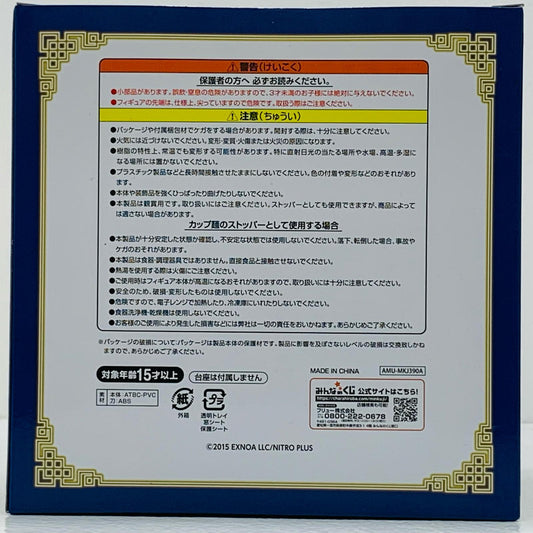 ⚠警告(けいこく)
保護者の方へ 必ずお読みください。
●小部品があります。誤飲・窒息の危険がありますので、3才未満のお子様には絶対に与えないでください。
●フィギュアの先端は、仕様上、尖っていますので危険です。取扱う際はご注意ください。
⚠注意(ちゅうい)
●パッケージや付属梱包材でケガをする場合があります。開封する際は、十分に注意してください。
●火気には近づけないでください。変形・変質・火傷または火災の原因になります。
●樹脂の特性上、常温でも変形する可能性があります。特に直射日光の当たる場所や水場、高温・多湿になる場所には置かないでください。
●プラスチック製品などと長時間接触させたままにしないでください。色の付着や変形などのおそれがあります。
●本体や装飾品を強くひっぱったり曲げたりしないでください。
●本品は観賞用です。取り扱いにはご注意ください。ストッパーとしても使用できますが、商品によっては適さない場合がありますのでご注意ください。
カップ麺のストッパーとして使用する場合
●本製品が十分安定した状態か確認し、不安定な状態では使用しないでください。落下、転倒した場合、事故やケガのおそれがあります。
●本品は食器・調理器具ではありません。直接食品と接触させないでください。
●熱湯を使用する際は火傷にご注意ください。
●ご使用時はフィギュア本体が高温になるおそれがありますので、取り扱いには十分に注意してください。
●安全のため、破損・変形したものは使用しないでください。
●危険ですので、電子レンジで加熱したり、冷凍庫にいれたりしないでください。
●食器洗浄機・乾燥機は使用しないでください。
●お客様のご使用により発生した損害などには弊社は一切の責任をおいかねます。あらかじめご了承ください。
※パッケージの破損について:パッケージは製品本体の保護材です。製品に影響を及ぼさないレベルの破損は交換致しかねますので、あらかじめご了承ください。
MADE IN CHINA
AMU-MKJ390A
対象年齢15才以上
台座は付属しません
本体:ATBC-PVC
刀:ABS
紙
外箱
プラ
透明トレイ
窓シート
保護シート
みんなのくじ 公式サイトはこちら!
https://charahiroba.com/minkuji/
店舗検索も可能!
フリュー株式会社
0800-222-0678
©2015 EXNOA LLC/NITRO PLUS